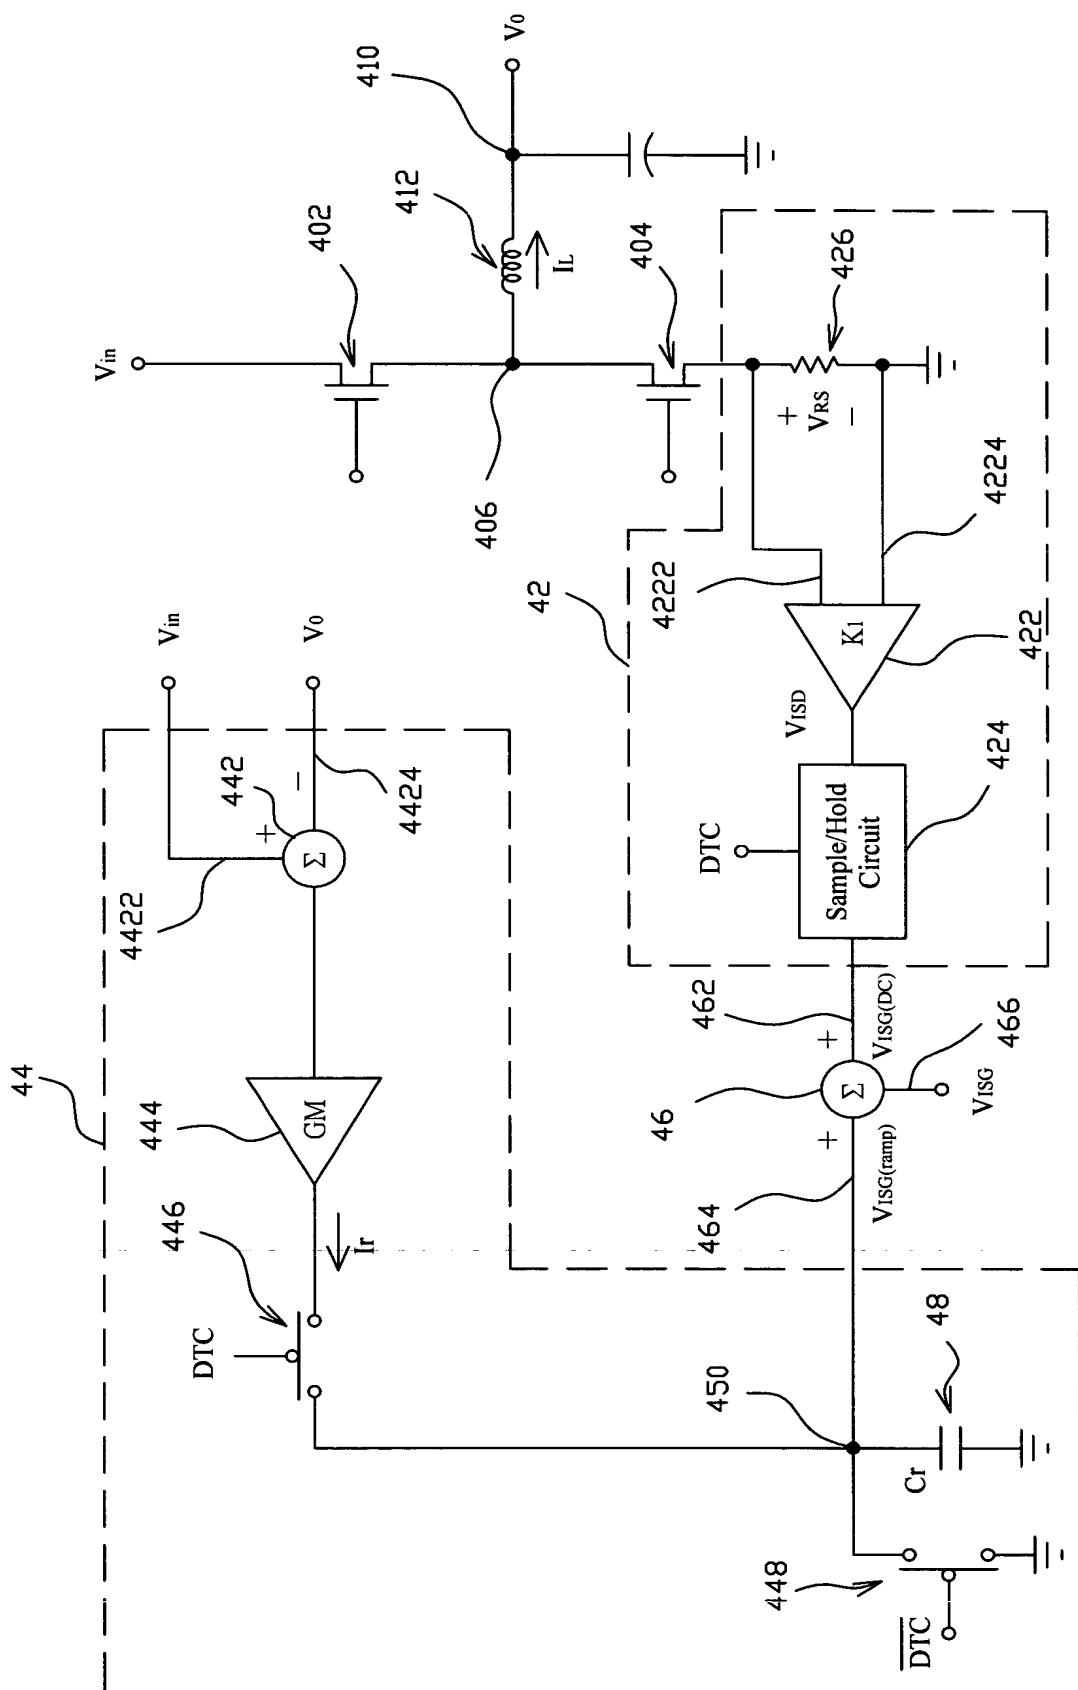 44
444
GM
446
Ir
DTC
4422
442
Σ
+
−
4424
Vin
V0
Vin
402
406
412
IL
410
V0
404
42
4222
4224
K1
422
VISD
+
VRS
−
426
DTC
Sample/Hold
Circuit
424
462
VISG(DC)
+
46
Σ
466
VISG
+
464
VISG(ramp)
450
Cr
48
448
DTC